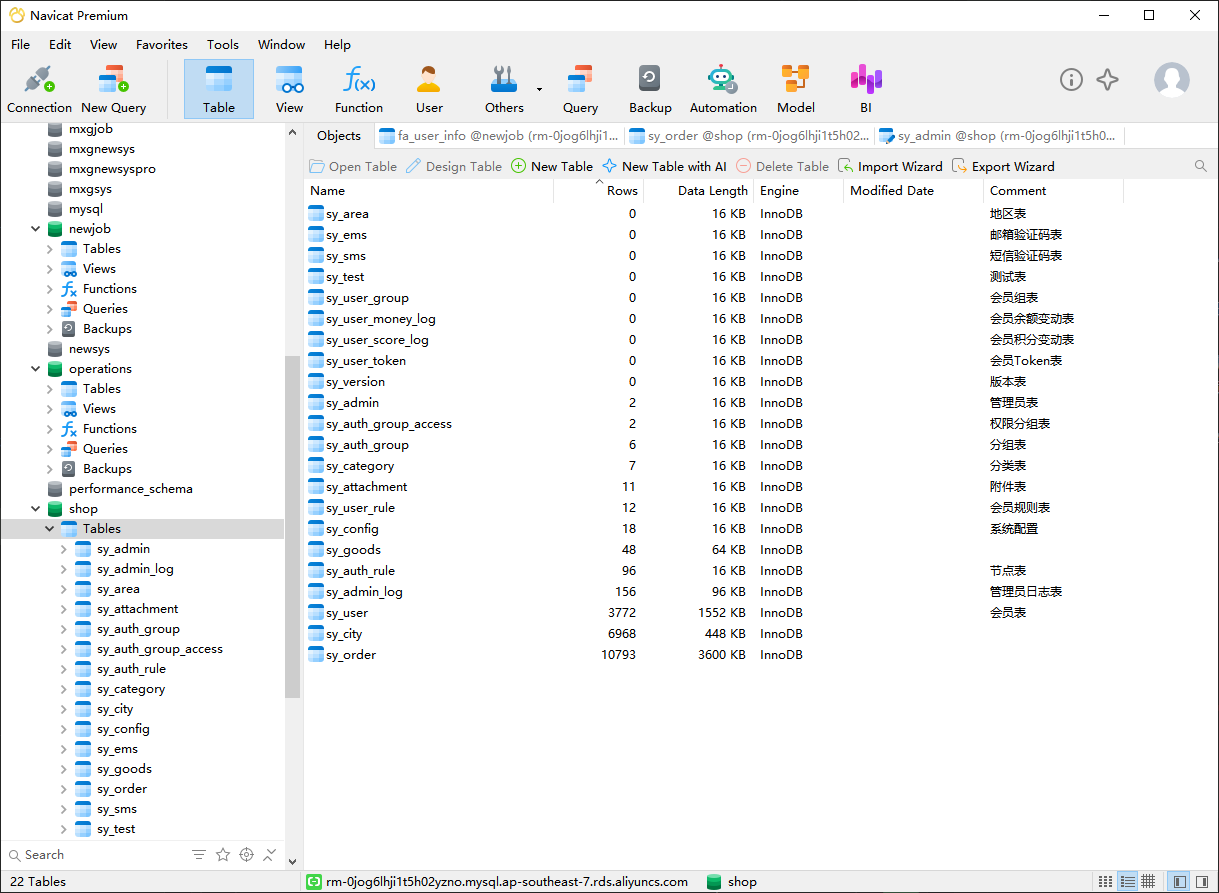 Navicat Premium
File Edit View Favorites Tools Window Help
Connection New Query Table View Function User Others Query Backup Automation Model BI
mxgjob
mxgnewsys
mxgnewsyspro
mxgsys
mysql
newjob
Tables
Views
Functions
Queries
Backups
newsys
operations
Tables
Views
Functions
Queries
Backups
performance_schema
shop
Tables
sy_admin
sy_admin_log
sy_area
sy_attachment
sy_auth_group
sy_auth_group_access
sy_auth_rule
sy_category
sy_city
sy_config
sy_ems
sy_goods
sy_order
sy_sms
sy_test
Search
Objects fa_user_info @newjob (rm-0jog6lhji1... sy_order @shop (rm-0jog6lhji1t5h02... sy_admin @shop (rm-0jog6lhji1t5h0...
Open Table Design Table New Table New Table with AI Delete Table Import Wizard Export Wizard
Name Rows Data Length Engine Modified Date Comment
sy_area 0 16 KB InnoDB 地区表
sy_ems 0 16 KB InnoDB 邮箱验证码表
sy_sms 0 16 KB InnoDB 短信验证码表
sy_test 0 16 KB InnoDB 测试表
sy_user_group 0 16 KB InnoDB 会员组表
sy_user_money_log 0 16 KB InnoDB 会员余额变动表
sy_user_score_log 0 16 KB InnoDB 会员积分变动表
sy_user_token 0 16 KB InnoDB 会员Token表
sy_version 0 16 KB InnoDB 版本表
sy_admin 2 16 KB InnoDB 管理员表
sy_auth_group_access 2 16 KB InnoDB 权限分组表
sy_auth_group 6 16 KB InnoDB 分组表
sy_category 7 16 KB InnoDB 分类表
sy_attachment 11 16 KB InnoDB 附件表
sy_user_rule 12 16 KB InnoDB 会员规则表
sy_config 18 16 KB InnoDB 系统配置
sy_goods 48 64 KB InnoDB
sy_auth_rule 96 16 KB InnoDB 节点表
sy_admin_log 156 96 KB InnoDB 管理员日志表
sy_user 3772 1552 KB InnoDB 会员表
sy_city 6968 448 KB InnoDB
sy_order 10793 3600 KB InnoDB
22 Tables rm-0jog6lhji1t5h02yzno.mysql.ap-southeast-7.rds.aliyuncs.com shop